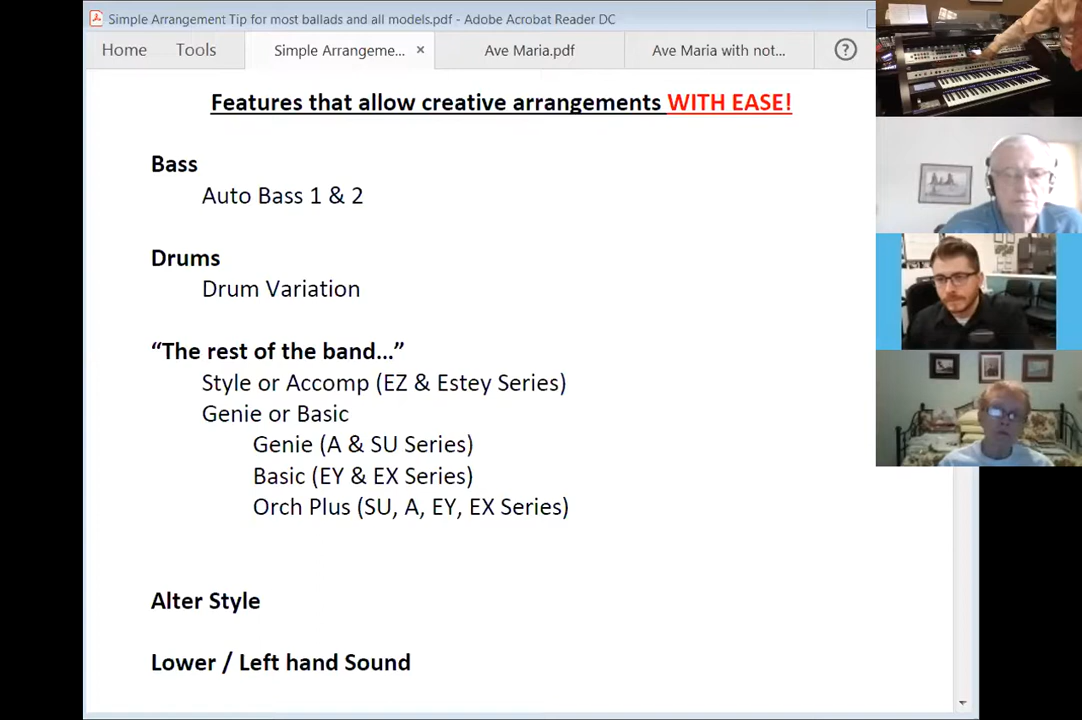 Simple Arrangement Tip for most ballads and all models.pdf - Adobe Acrobat Reader DC
Home Tools Simple Arrangeme... × Ave Maria.pdf Ave Maria with not... ?
Features that allow creative arrangements WITH EASE!
Bass
Auto Bass 1 & 2
Drums
Drum Variation
“The rest of the band...”
Style or Accomp (EZ & Estey Series)
Genie or Basic
Genie (A & SU Series)
Basic (EY & EX Series)
Orch Plus (SU, A, EY, EX Series)
Alter Style
Lower / Left hand Sound